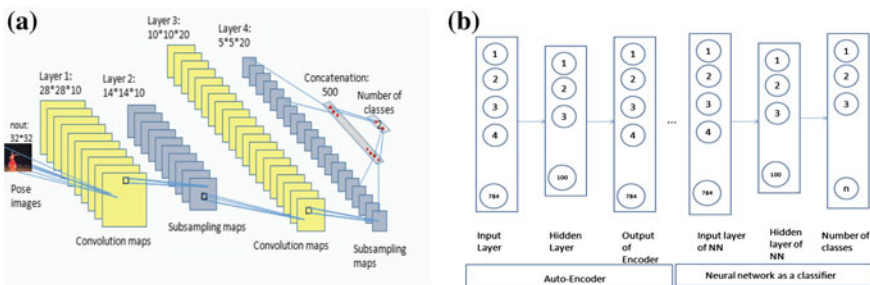 (a)
Layer 3:
10*10*20
Layer 4:
5*5*20
Layer 1:
28*28*10
Layer 2:
14*14*10
Concatenation:
500
Number of
classes
nout:
32*32
Pose
images
Convolution maps
Subsampling maps
Convolution maps
Subsampling
maps
(b)
1
2
3
4
784
1
2
3
100
1
2
3
4
784
...
1
2
3
4
784
1
2
3
100
1
2
3
n
Input
Layer
Hidden
Layer
Output
of
Encoder
Input layer
of NN
Hidden
layer of
NN
Number of
classes
Auto-Encoder
Neural network as a classifier